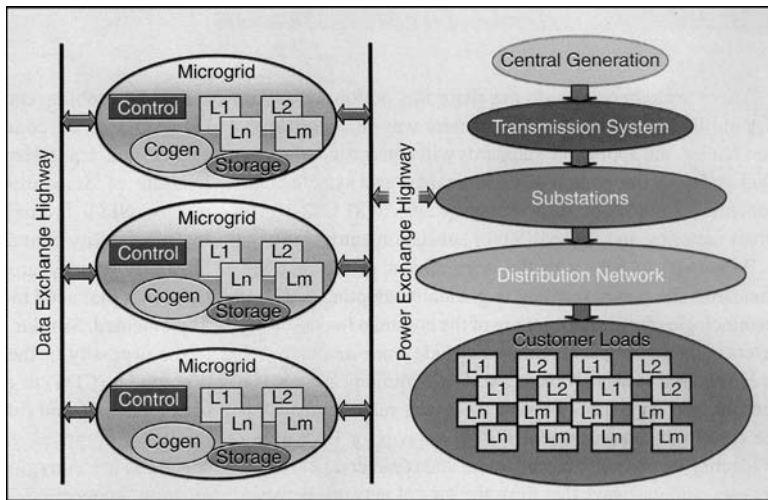 Data Exchange Highway
Microgrid
Control
L1
L2
Ln
Lm
Cogen
Storage
Microgrid
Control
L1
L2
Ln
Lm
Cogen
Storage
Microgrid
Control
L1
L2
Ln
Lm
Cogen
Storage
Power Exchange Highway
Central Generation
Transmission System
Substations
Distribution Network
Customer Loads
L1 L2 L1 L2
L1 L2 L1 L2
Ln Lm Ln Lm
Ln Lm Ln Lm